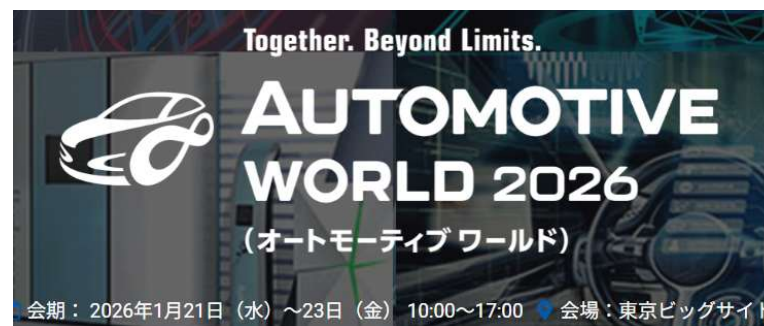 Together. Beyond Limits.
AUTOMOTIVE
WORLD 2026
（オートモーティブ ワールド）
会期： 2026年1月21日（水）～23日（金） 10:00～17:00 会場：東京ビッグサイト